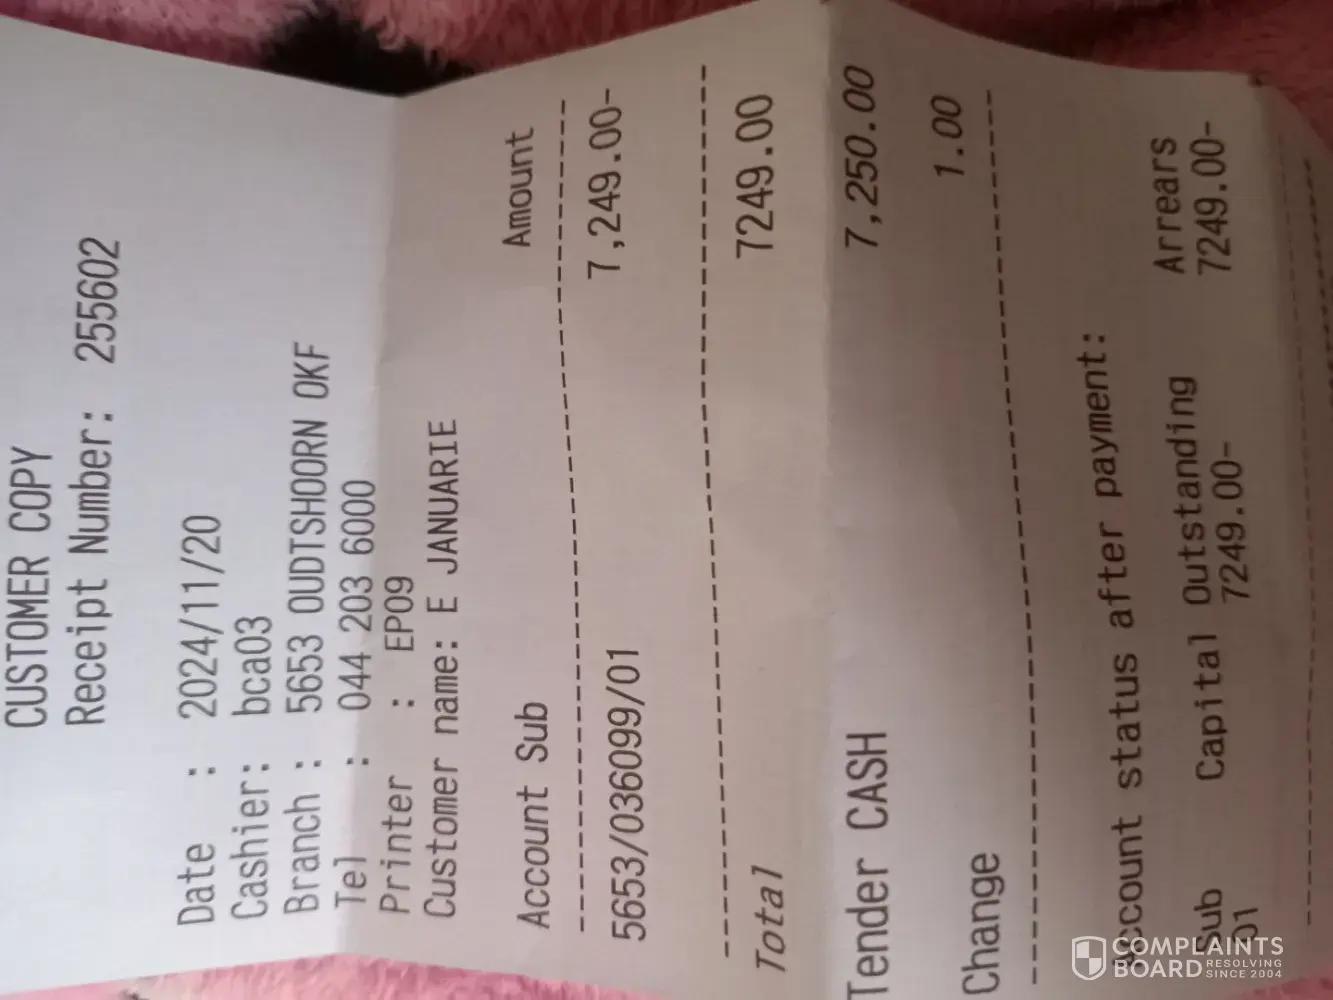 CUSTOMER COPY
Receipt Number: 255602
Date : 2024/11/20
Cashier: bca03
Branch : 5653 OUDTSHOORN OKF
Tel : 044 203 6000
Printer : EP09
Customer name: E JANUARIE
Account Sub Amount
5653/036099/01 7,249.00-
Total 7249.00
Tender CASH 7,250.00
Change 1.00
Account status after payment:
Sub Capital Outstanding Arrears
01 7249.00- 7249.00-
COMPLAINTS
BOARD RESOLVING
SINCE 2004